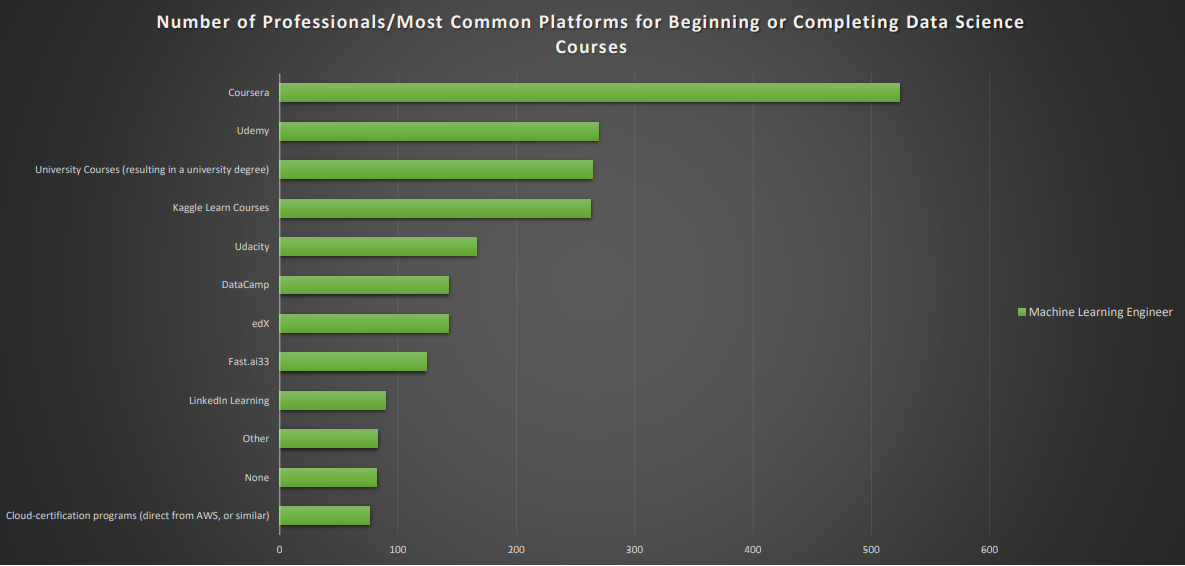 Number of Professionals/Most Common Platforms for Beginning or Completing Data Science
Courses
Coursera
Udemy
University Courses (resulting in a university degree)
Kaggle Learn Courses
Udacity
DataCamp
edX
Fast.ai33
LinkedIn Learning
Other
None
Cloud-certification programs (direct from AWS, or similar)
0 100 200 300 400 500 600
Machine Learning Engineer